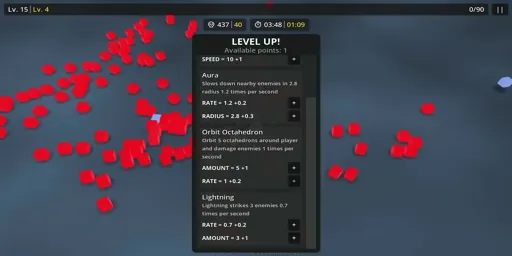 Lv. 15 | Lv. 4
0/90
437 | 40
03:48 | 01:09
LEVEL UP!
Available points: 1
SPEED = 10 +1
+
Aura
Slows down nearby enemies in 2.8
radius 1.2 times per second
RATE = 1.2 +0.2
+
RADIUS = 2.8 +0.3
+
Orbit Octahedron
Orbit 5 octahedrons around player
and damage enemies 1 times per
second
AMOUNT = 5 +1
+
RATE = 1 +0.2
+
Lightning
Lightning strikes 3 enemies 0.7
times per second
RATE = 0.7 +0.2
+
AMOUNT = 3 +1
+